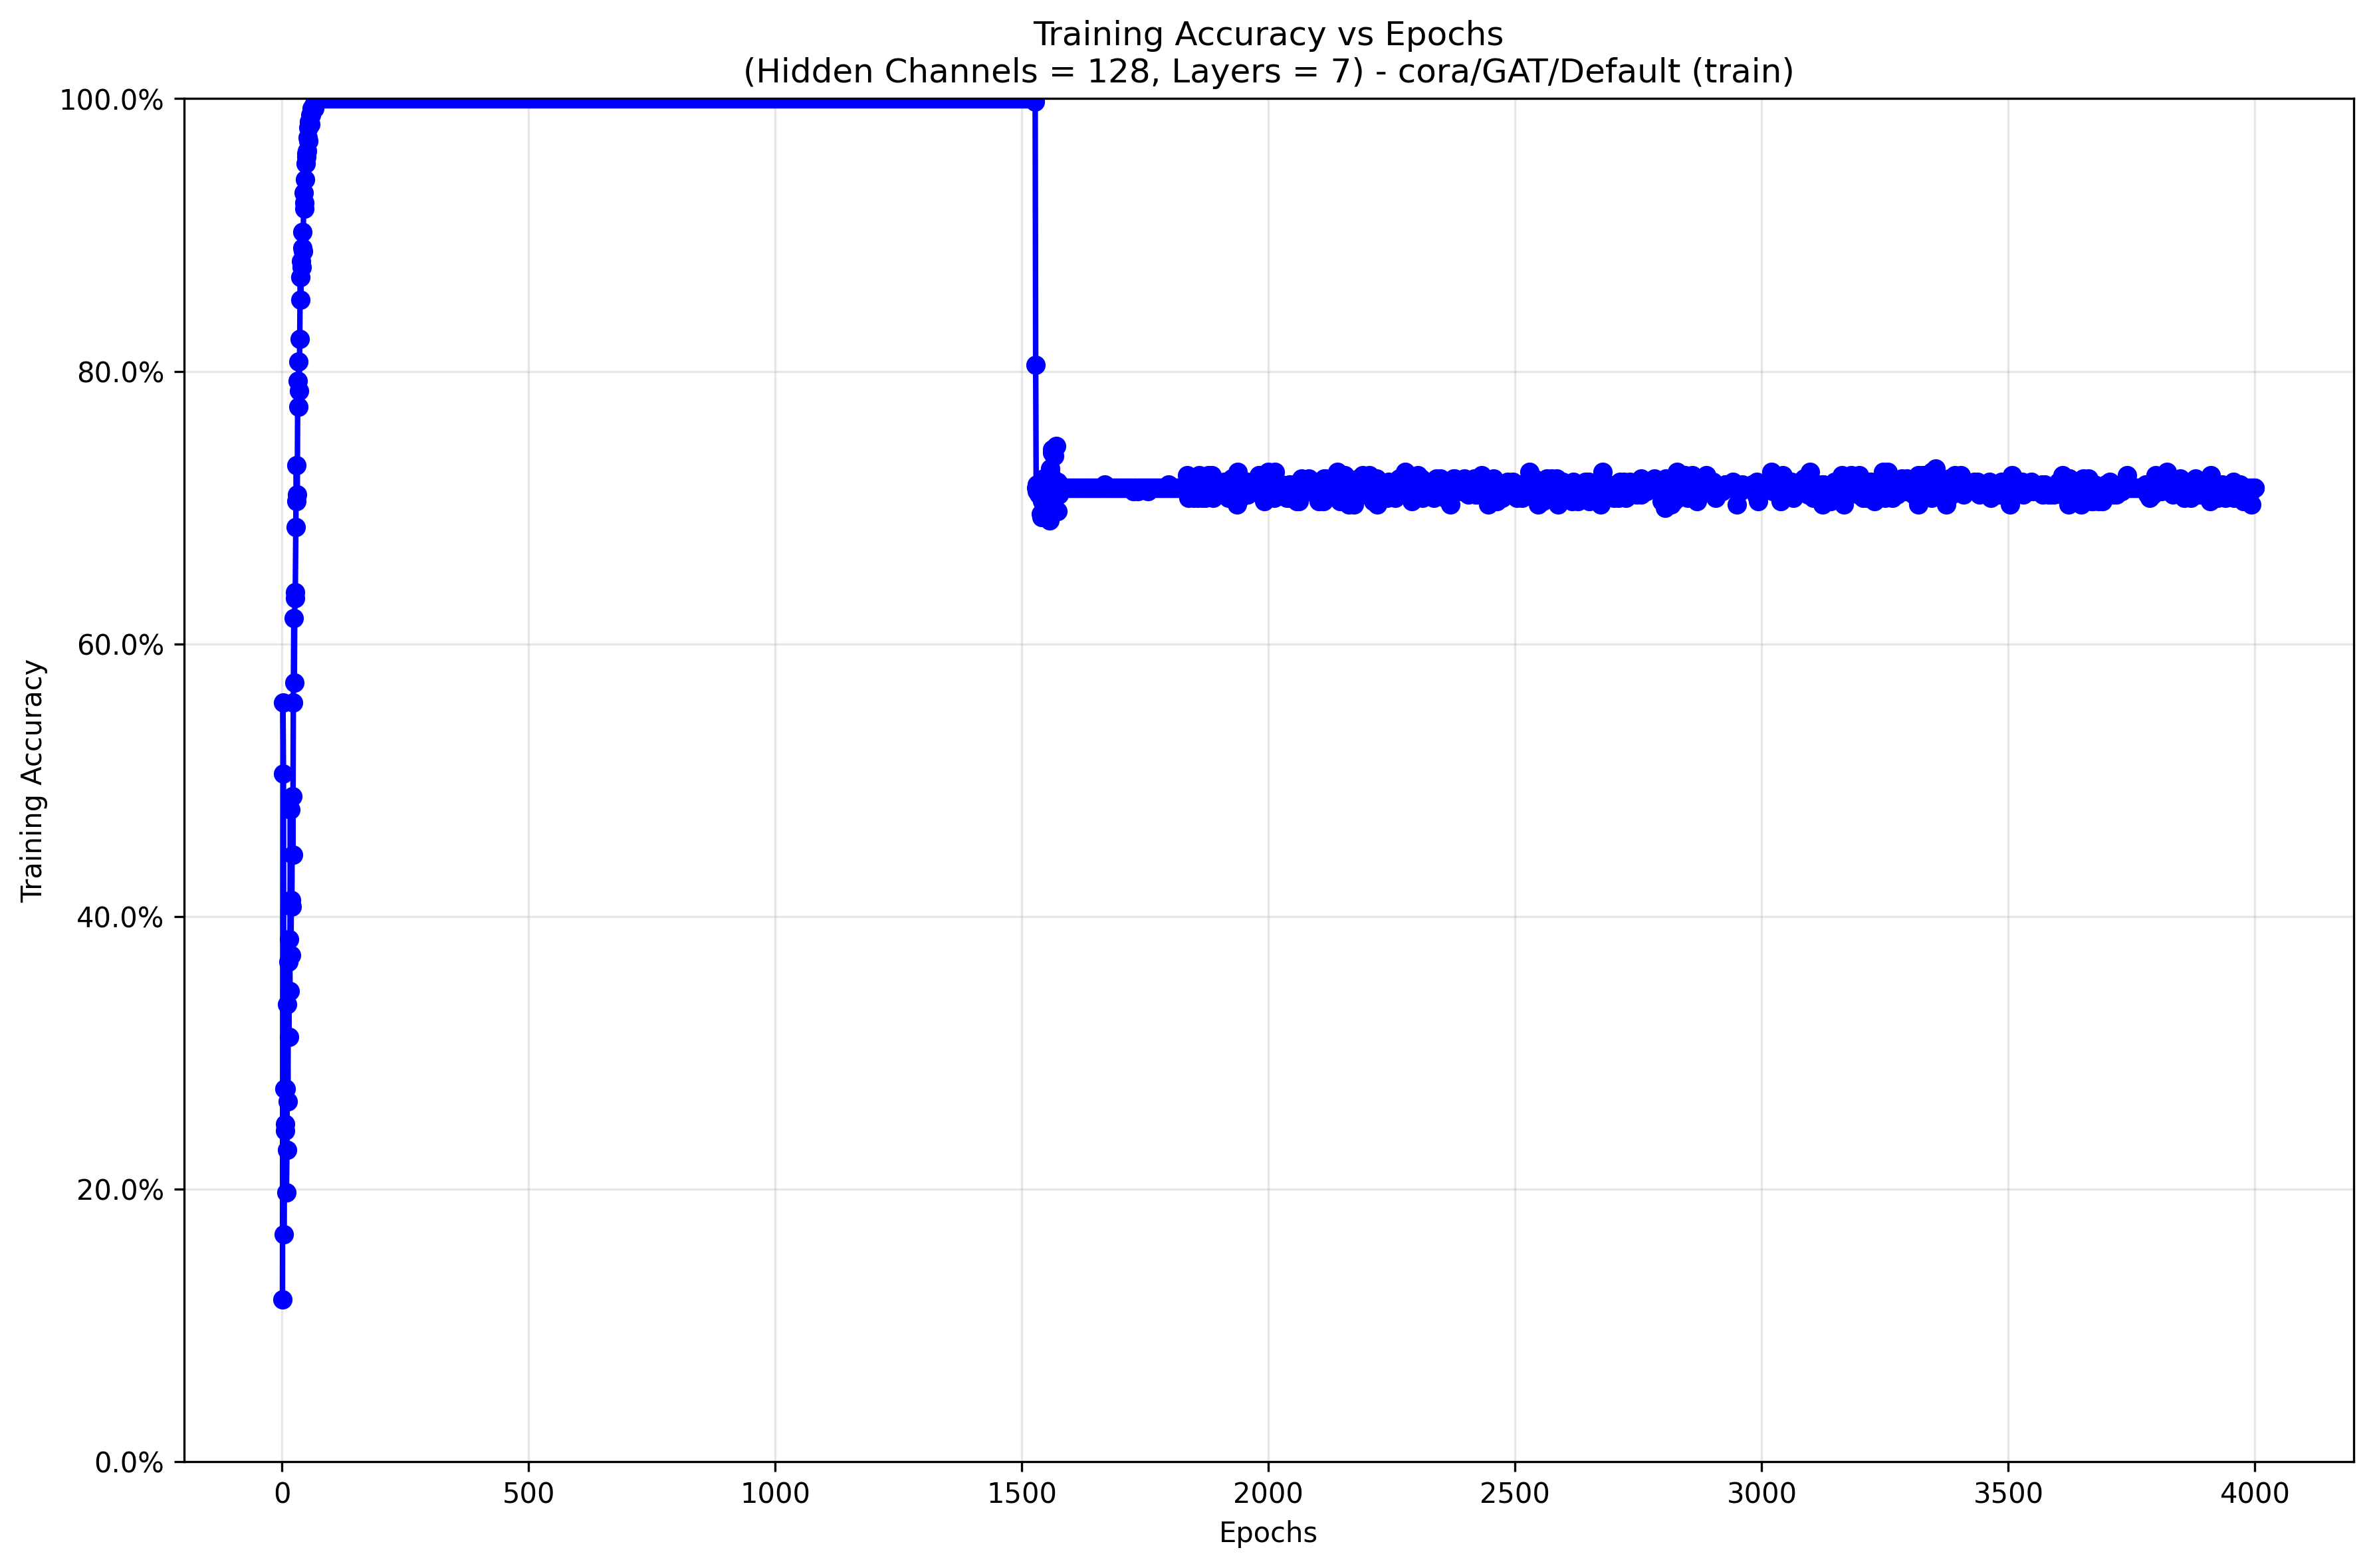 Training Accuracy vs Epochs
(Hidden Channels = 128, Layers = 7) - cora/GAT/Default (train)
100.0%
80.0%
60.0%
40.0%
20.0%
0.0%
Training Accuracy
0 500 1000 1500 2000 2500 3000 3500 4000
Epochs